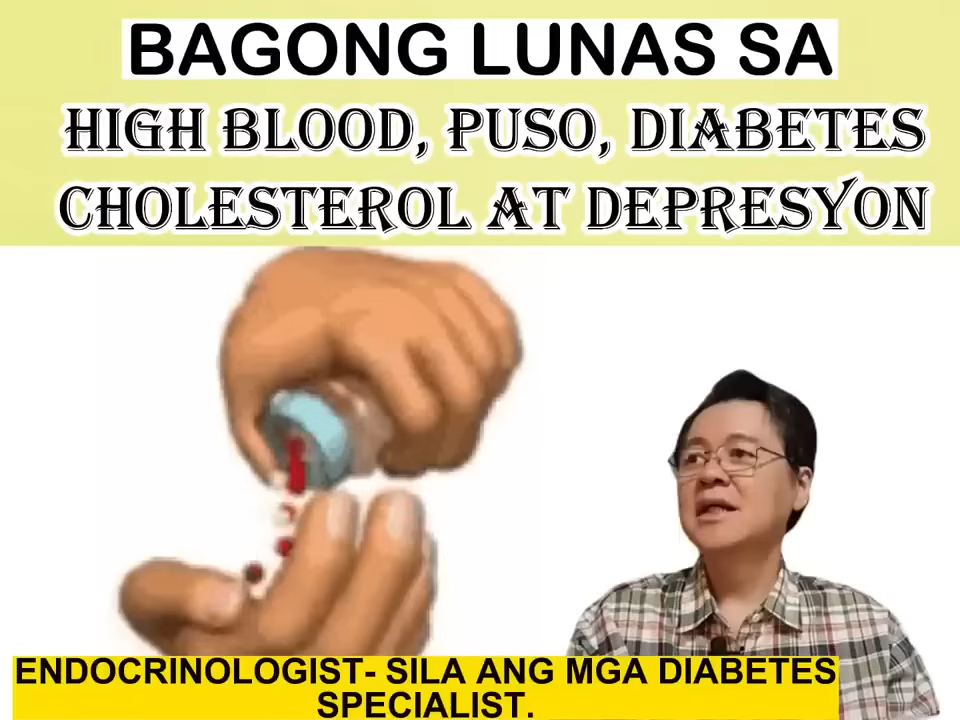 BAGONG LUNAS SA
HIGH BLOOD, PUSO, DIABETES
CHOLESTEROL AT DEPRESYON
ENDOCRINOLOGIST- SILA ANG MGA DIABETES
SPECIALIST.